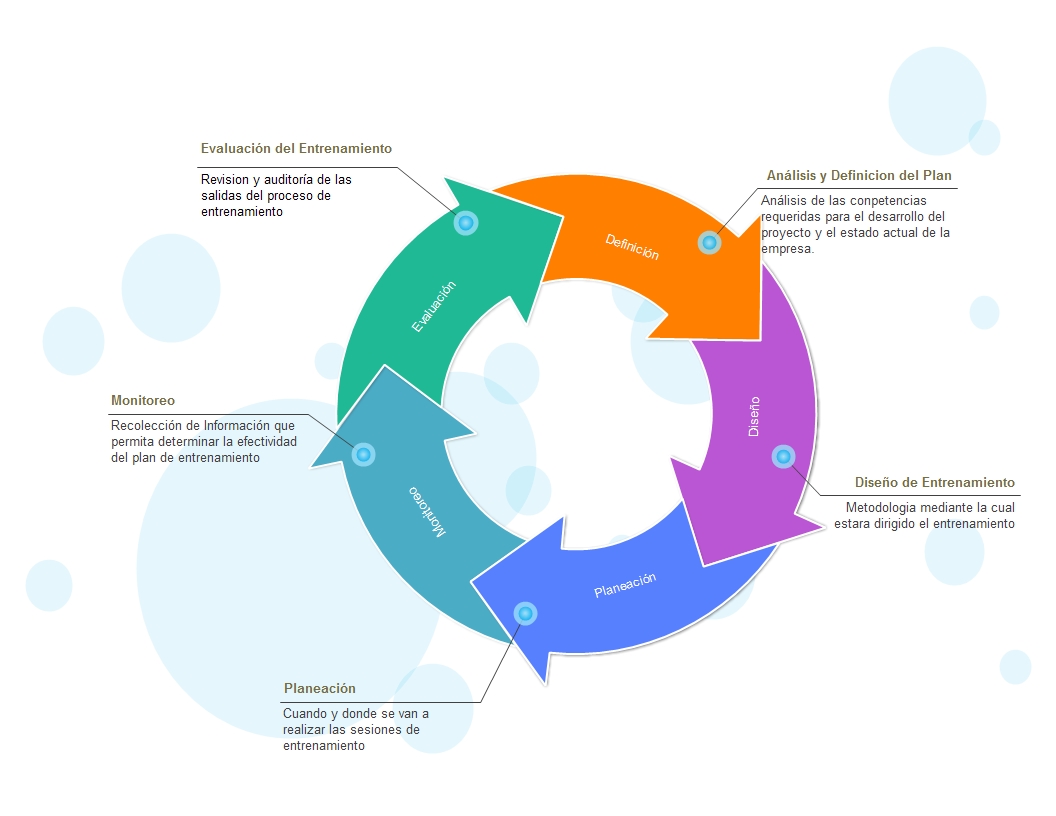 Evaluación del Entrenamiento
Revision y auditoría de las
salidas del proceso de
entrenamiento
Análisis y Definicion del Plan
Análisis de las conpetencias
requeridas para el desarrollo del
proyecto y el estado actual de la
empresa.
Definición
Evaluación
Diseño
Monitoreo
Recolección de Información que
permita determinar la efectividad
del plan de entrenamiento
Diseño de Entrenamiento
Metodologia mediante la cual
estara dirigido el entrenamiento
Monitoreo
Planeación
Planeación
Cuando y donde se van a
realizar las sesiones de
entrenamiento